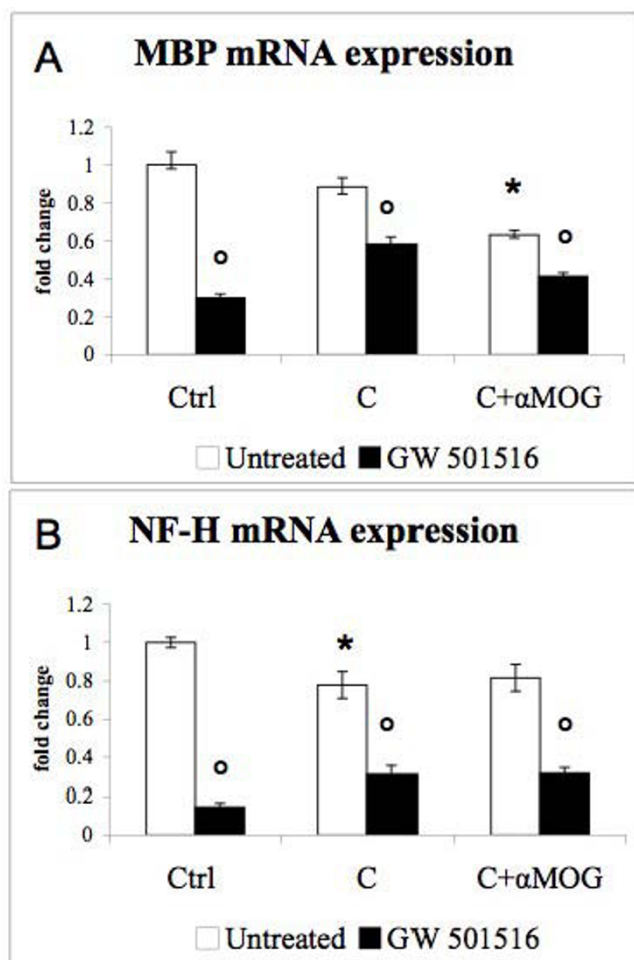 A MBP mRNA expression
fold change
1.2
1
0.8
0.6
0.4
0.2
0
*
Ctrl C C+αMOG
Untreated GW 501516
B NF-H mRNA expression
fold change
1.2
1
0.8
0.6
0.4
0.2
0
*
Ctrl C C+αMOG
Untreated GW 501516